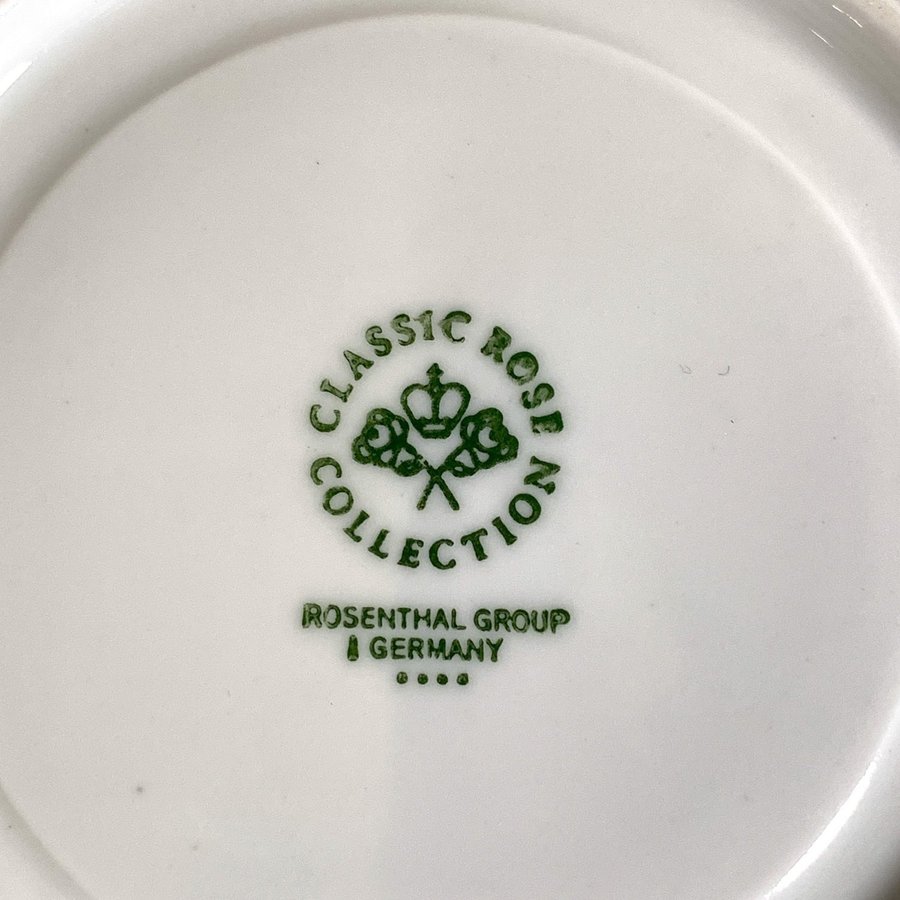 CLASSIC ROSE
COLLECTION
ROSENTHAL GROUP
GERMANY